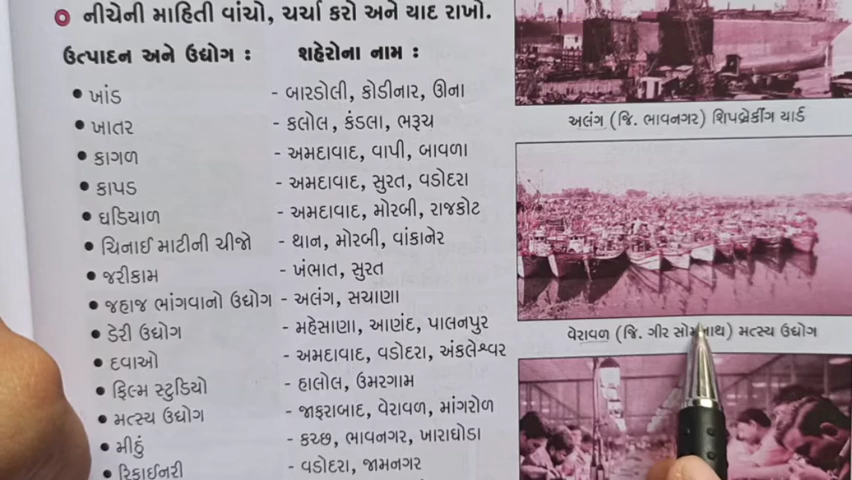 નીચેની માહિતી વાંચો, ચર્ચા કરો અને યાદ રાખો.
ઉત્પાદન અને ઉદ્યોગ : શહેરોના નામ :
• ખાંડ - બારડોલી, કોડીનાર, ઊના
• ખાતર - કલોલ, કંડલા, ભરૂચ
• કાગળ - અમદાવાદ, વાપી, બાવળા
• કાપડ - અમદાવાદ, સુરત, વડોદરા
• ઘડિયાળ - અમદાવાદ, મોરબી, રાજકોટ
• ચિનાઈ માટીની ચીજો - થાન, મોરબી, વાંકાનેર
• જરીકામ - ખંભાત, સુરત
• જહાજ ભાંગવાનો ઉદ્યોગ - અલંગ, સચાણા
• ડેરી ઉદ્યોગ - મહેસાણા, આણંદ, પાલનપુર
• દવાઓ - અમદાવાદ, વડોદરા, અંકલેશ્વર
• ફિલ્મ સ્ટુડિયો - હાલોલ, ઉમરગામ
• મત્સ્ય ઉદ્યોગ - જાફરાબાદ, વેરાવળ, માંગરોળ
• મીઠું - કચ્છ, ભાવનગર, ખારાઘોડા
• રિફાઈનરી - વડોદરા, જામનગર
અલંગ (જિ. ભાવનગર) શિપબ્રેકીંગ યાર્ડ
વેરાવળ (જિ. ગીર સોમનાથ) મત્સ્ય ઉદ્યોગ